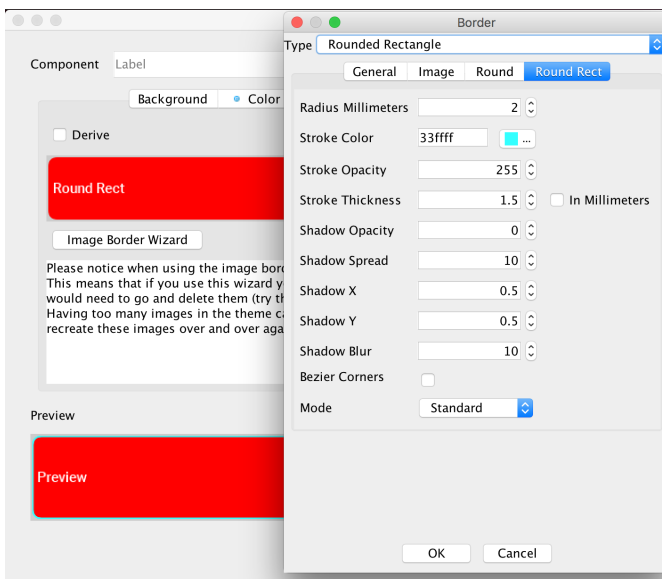 Border
Type Rounded Rectangle
Component Label
Background Color
Derive
Round Rect
Image Border Wizard
Please notice when using the image bord
This means that if you use this wizard y
would need to go and delete them (try th
Having too many images in the theme ca
recreate these images over and over aga
Preview
Preview
General Image Round Round Rect
Radius Millimeters 2
Stroke Color 33ffff ...
Stroke Opacity 255
Stroke Thickness 1.5 In Millimeters
Shadow Opacity 0
Shadow Spread 10
Shadow X 0.5
Shadow Y 0.5
Shadow Blur 10
Bezier Corners
Mode Standard
OK Cancel